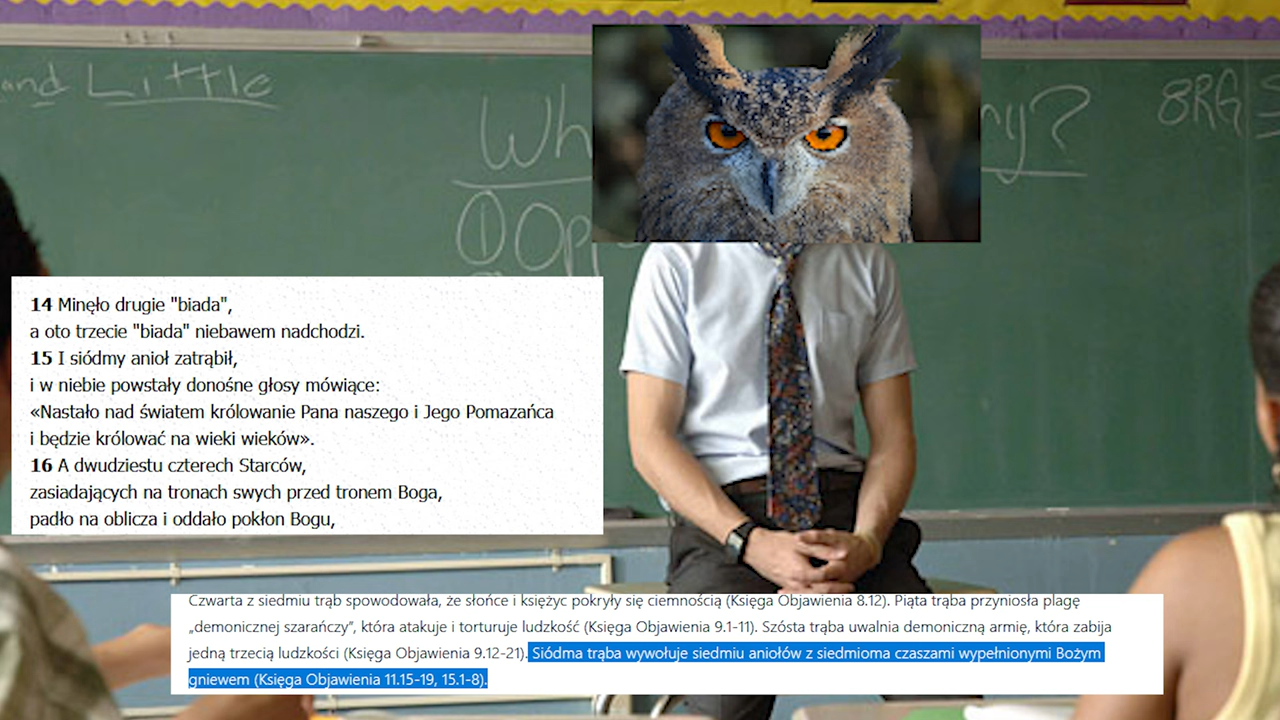 and Little
Wh
ny?
8RG
14 Minęło drugie "biada",
a oto trzecie "biada" niebawem nadchodzi.
15 I siódmy anioł zatrąbił,
i w niebie powstały donośne głosy mówiące:
«Nastało nad światem królowanie Pana naszego i Jego Pomazańca
i będzie królować na wieki wieków».
16 A dwudziestu czterech Starców,
zasiadających na tronach swych przed tronem Boga,
padło na oblicza i oddało pokłon Bogu,
Czwarta z siedmiu trąb spowodowała, że słońce i księżyc pokryły się ciemnością (Księga Objawienia 8.12). Piąta trąba przyniosła plagę
„demonicznej szarańczy”, która atakuje i torturuje ludzkość (Księga Objawienia 9.1-11). Szósta trąba uwalnia demoniczną armię, która zabija
jedną trzecią ludzkości (Księga Objawienia 9.12-21). Siódma trąba wywołuje siedmiu aniołów z siedmioma czaszami wypełnionymi Bożym
gniewem (Księga Objawienia 11.15-19, 15.1-8).